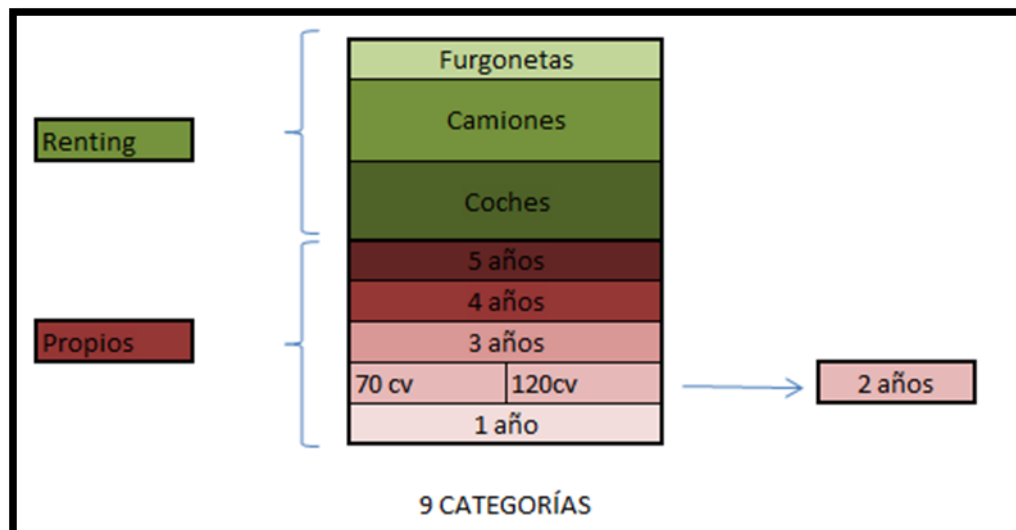 Furgonetas
Renting
Camiones
Coches
5 años
4 años
Propios
3 años
70 cv
120cv
2 años
1 año
9 CATEGORÍAS